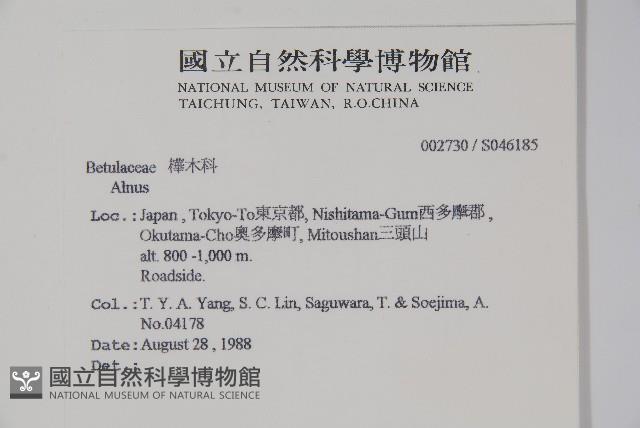 國立自然科學博物館
NATIONAL MUSEUM OF NATURAL SCIENCE
TAICHUNG, TAIWAN, R.O.CHINA
002730 / S046185
Betulaceae 樺木科
Alnus
Loc.: Japan , Tokyo-To東京都, Nishitama-Gum西多摩郡 ,
Okutama-Cho奧多摩町, Mitoushan三頭山
alt. 800 -1,000 m.
Roadside.
Col.: T. Y. A. Yang, S. C. Lin, Saguwara, T. & Soejima, A.
No.04178
Date: August 28 , 1988
Det.:
國立自然科學博物館
NATIONAL MUSEUM OF NATURAL SCIENCE